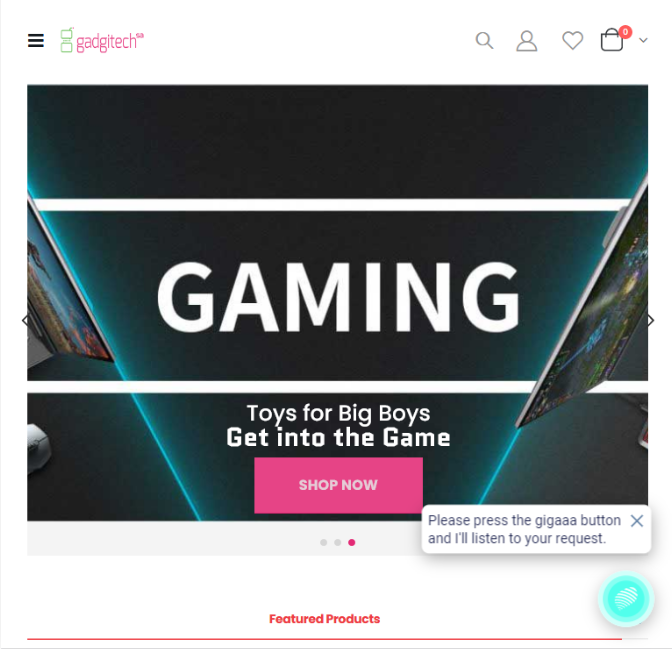 gadgitech
0
GAMING
Toys for Big Boys
Get into the Game
SHOP NOW
Please press the gigaaa button
and I'll listen to your request.
Featured Products